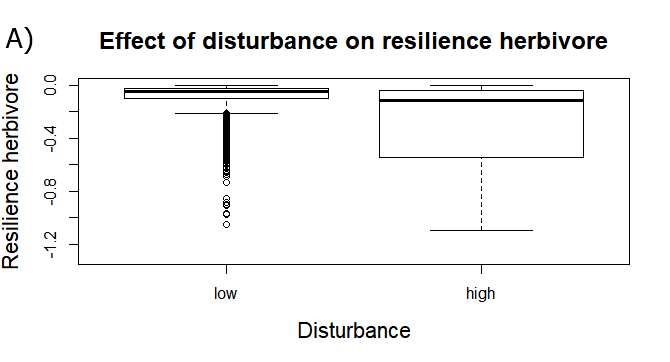 A)
Effect of disturbance on resilience herbivore
Resilience herbivore
0.0
-0.4
-0.8
-1.2
low
high
Disturbance